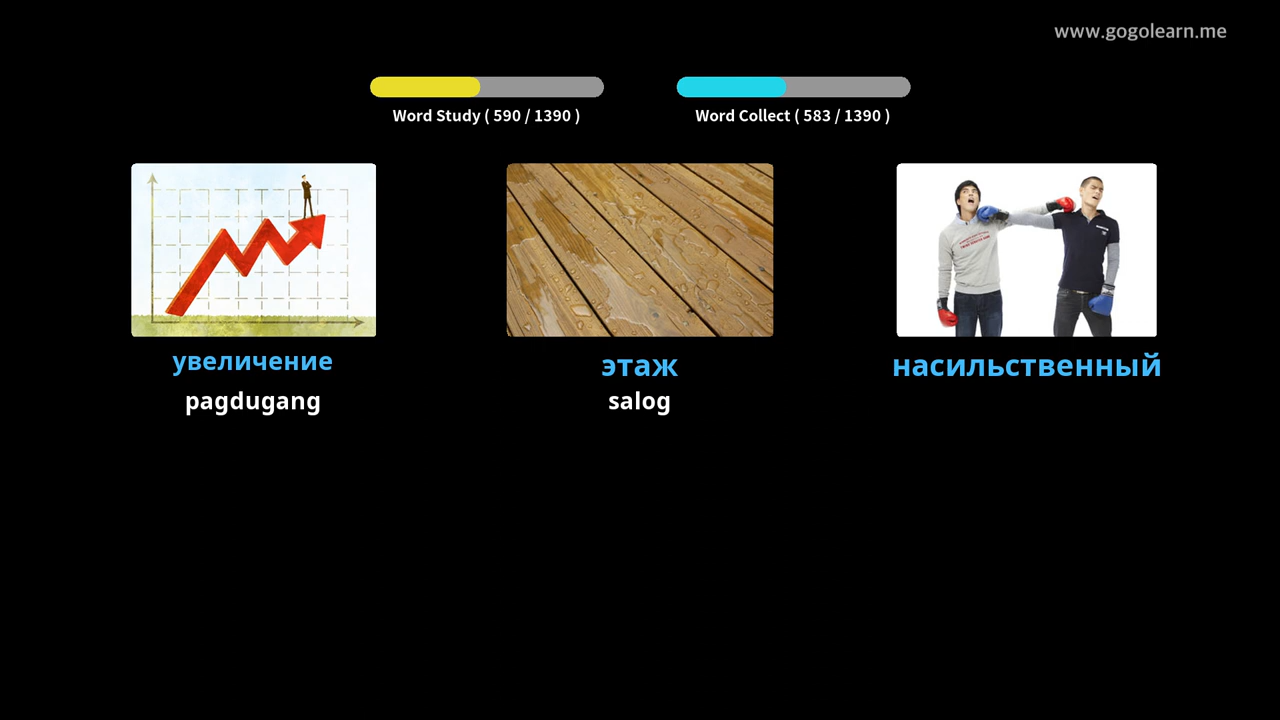 www.gogolearn.me
Word Study ( 590 / 1390 )
Word Collect ( 583 / 1390 )
увеличение
pagdugang
этаж
salog
насильственный